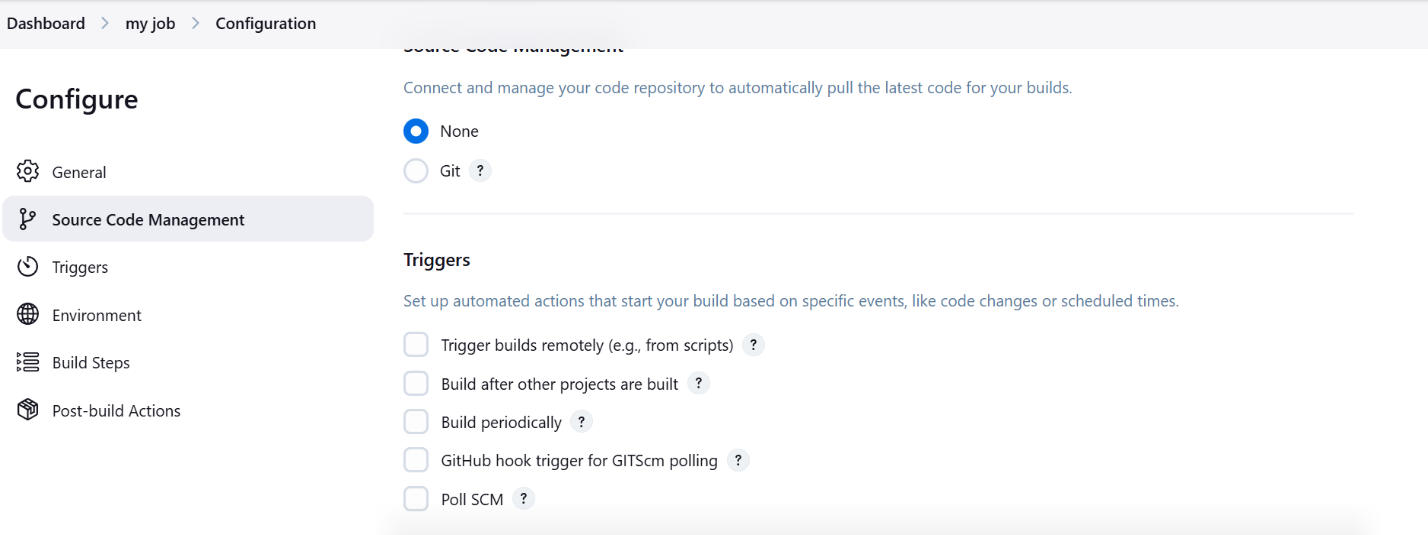 Dashboard > my job > Configuration
Source Code Management
Configure
Connect and manage your code repository to automatically pull the latest code for your builds.
None
General
Git ?
Source Code Management
Triggers
Triggers
Set up automated actions that start your build based on specific events, like code changes or scheduled times.
Environment
Trigger builds remotely (e.g., from scripts) ?
Build Steps
Build after other projects are built ?
Post-build Actions
Build periodically ?
GitHub hook trigger for GITScm polling ?
Poll SCM ?